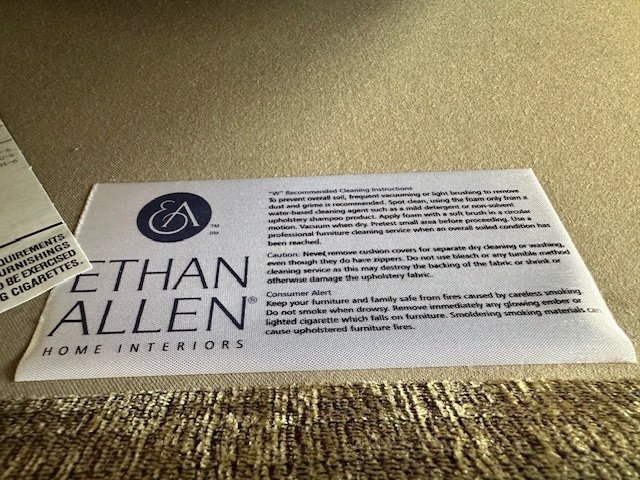 QUIREMENTS
URNISHINGS
O BE EXERCISED
G CIGARETTES.
EA
TM
SM
ETHAN
ALLEN®
HOME INTERIORS
"W" Recommended Cleaning Instructions
To prevent overall soil, frequent vacuuming or light brushing to remove
dust and grime is recommended. Spot clean, using the foam only from a
water-based cleaning agent such as a mild detergent or non-solvent
upholstery shampoo product. Apply foam with a soft brush in a circular
motion. Vacuum when dry. Pretest small area before proceeding. Use a
professional furniture cleaning service when an overall soiled condition has
been reached.
Caution: Never remove cushion covers for separate dry cleaning or washing,
even though they do have zippers. Do not use bleach or any tumble method
cleaning service as this may destroy the backing of the fabric or shrink or
otherwise damage the upholstery fabric.
Consumer Alert
Keep your furniture and family safe from fires caused by careless smoking.
Do not smoke when drowsy. Remove immediately any glowing ember or
lighted cigarette which falls on furniture. Smoldering smoking materials can
cause upholstered furniture fires.